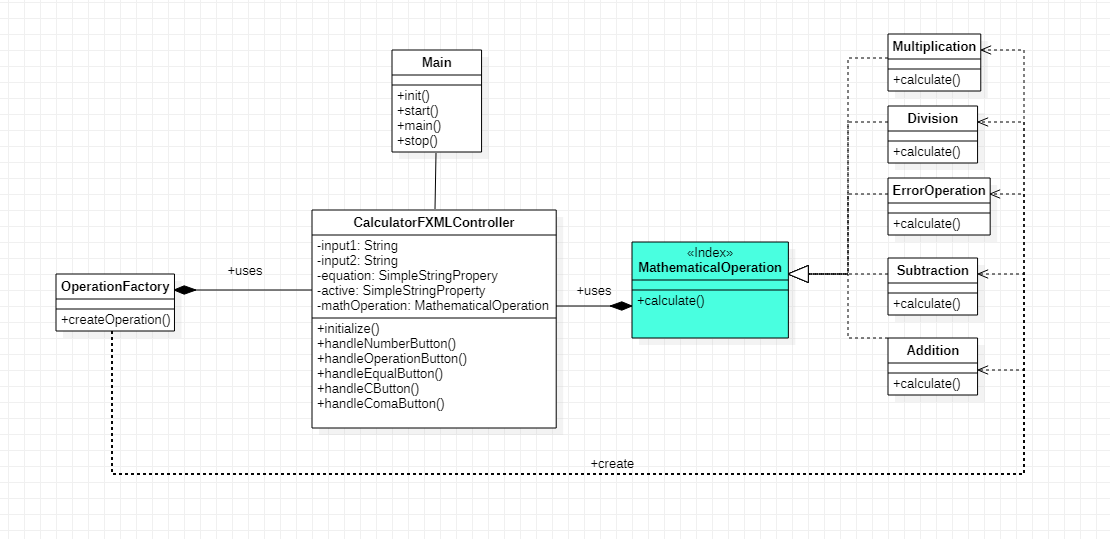 Main
+init()
+start()
+main()
+stop()
CalculatorFXMLController
-input1: String
-input2: String
-equation: SimpleStringPropery
-active: SimpleStringProperty
-mathOperation: MathematicalOperation
+initialize()
+handleNumberButton()
+handleOperationButton()
+handleEqualButton()
+handleCButton()
+handleComaButton()
OperationFactory
+createOperation()
+uses
+uses
«Index»
MathematicalOperation
+calculate()
Multiplication
+calculate()
Division
+calculate()
ErrorOperation
+calculate()
Subtraction
+calculate()
Addition
+calculate()
+create